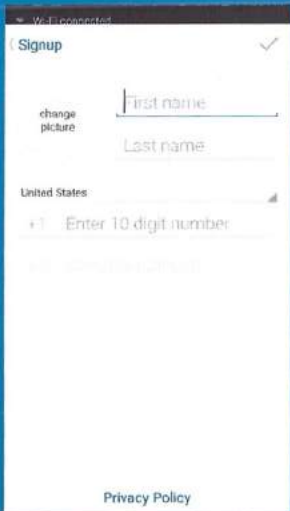 Wi-Fi connected
Signup
First name
change
picture
Last name
United States
+1 Enter 10 digit number
Privacy Policy